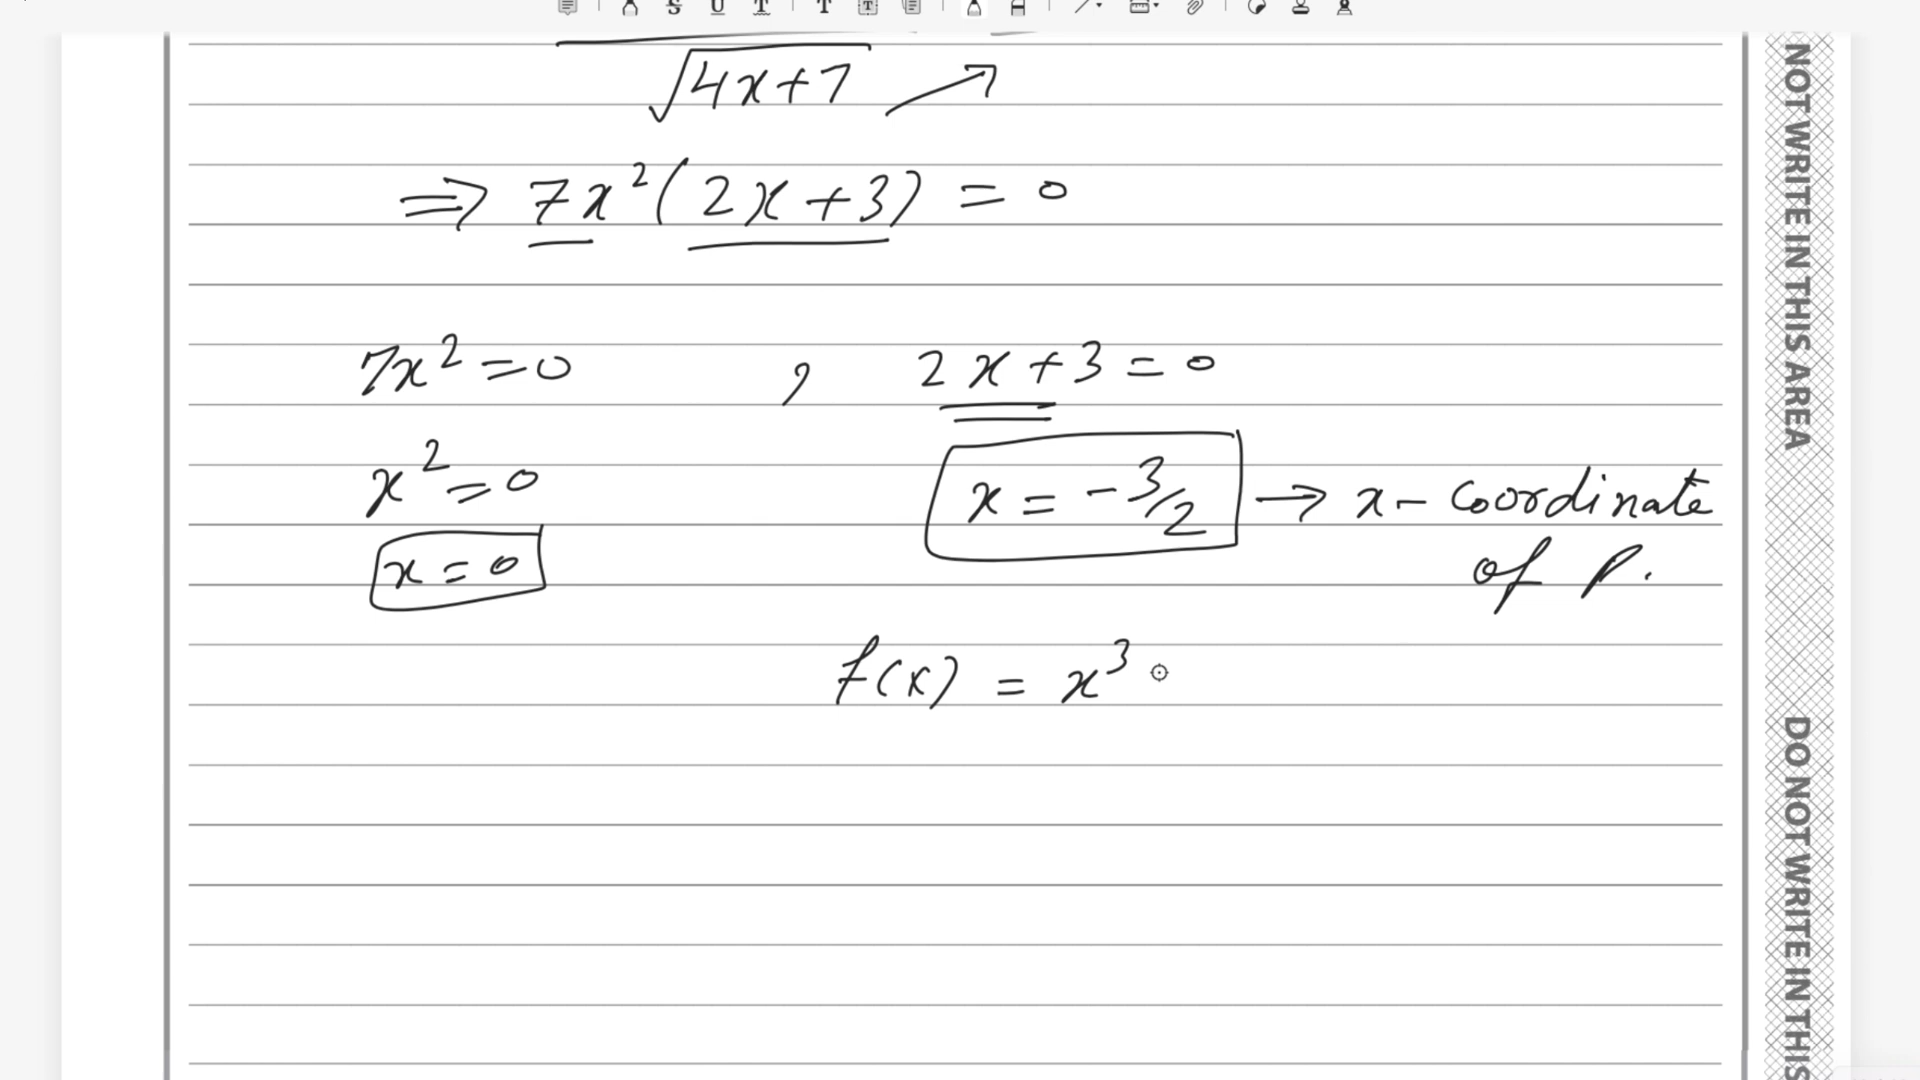 √4x+7
⇒ 7x²(2x+3) = 0
7x²=0 , 2x+3=0
x²=0
x = -3/2 → x- coordinate
x=0
of P.
f(x) = x³
NOT WRITE IN THIS AREA
DO NOT WRITE IN THIS